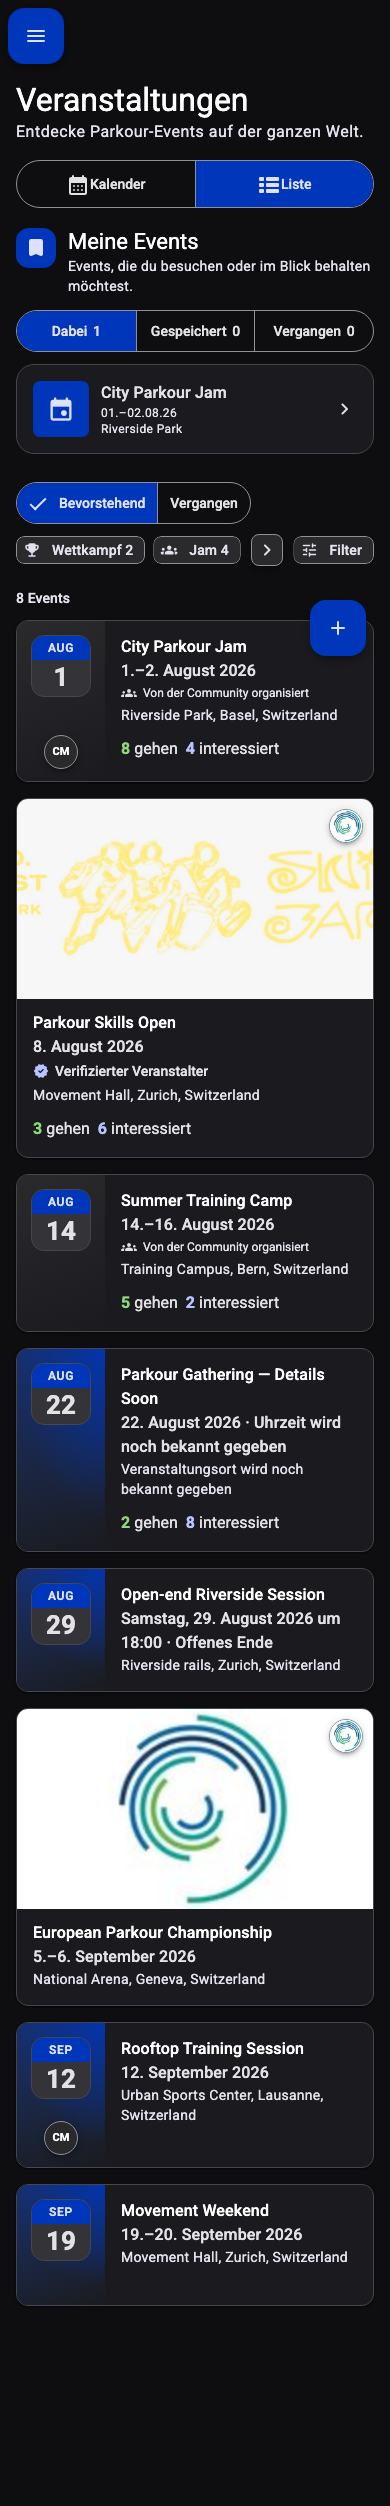 Veranstaltungen
Entdecke Parkour-Events auf der ganzen Welt.
Kalender
Liste
Meine Events
Events, die du besuchen oder im Blick behalten
möchtest.
Dabei 1
Gespeichert 0
Vergangen 0
City Parkour Jam
01.–02.08.26
Riverside Park
Bevorstehend
Vergangen
Wettkampf 2
Jam 4
Filter
8 Events
AUG
1
CM
City Parkour Jam
1.–2. August 2026
Von der Community organisiert
Riverside Park, Basel, Switzerland
8 gehen 4 interessiert
Parkour Skills Open
8. August 2026
Verifizierter Veranstalter
Movement Hall, Zurich, Switzerland
3 gehen 6 interessiert
AUG
14
Summer Training Camp
14.–16. August 2026
Von der Community organisiert
Training Campus, Bern, Switzerland
5 gehen 2 interessiert
AUG
22
Parkour Gathering — Details
Soon
22. August 2026 · Uhrzeit wird
noch bekannt gegeben
Veranstaltungsort wird noch
bekannt gegeben
2 gehen 8 interessiert
AUG
29
Open-end Riverside Session
Samstag, 29. August 2026 um
18:00 · Offenes Ende
Riverside rails, Zurich, Switzerland
European Parkour Championship
5.–6. September 2026
National Arena, Geneva, Switzerland
SEP
12
CM
Rooftop Training Session
12. September 2026
Urban Sports Center, Lausanne,
Switzerland
SEP
19
Movement Weekend
19.–20. September 2026
Movement Hall, Zurich, Switzerland